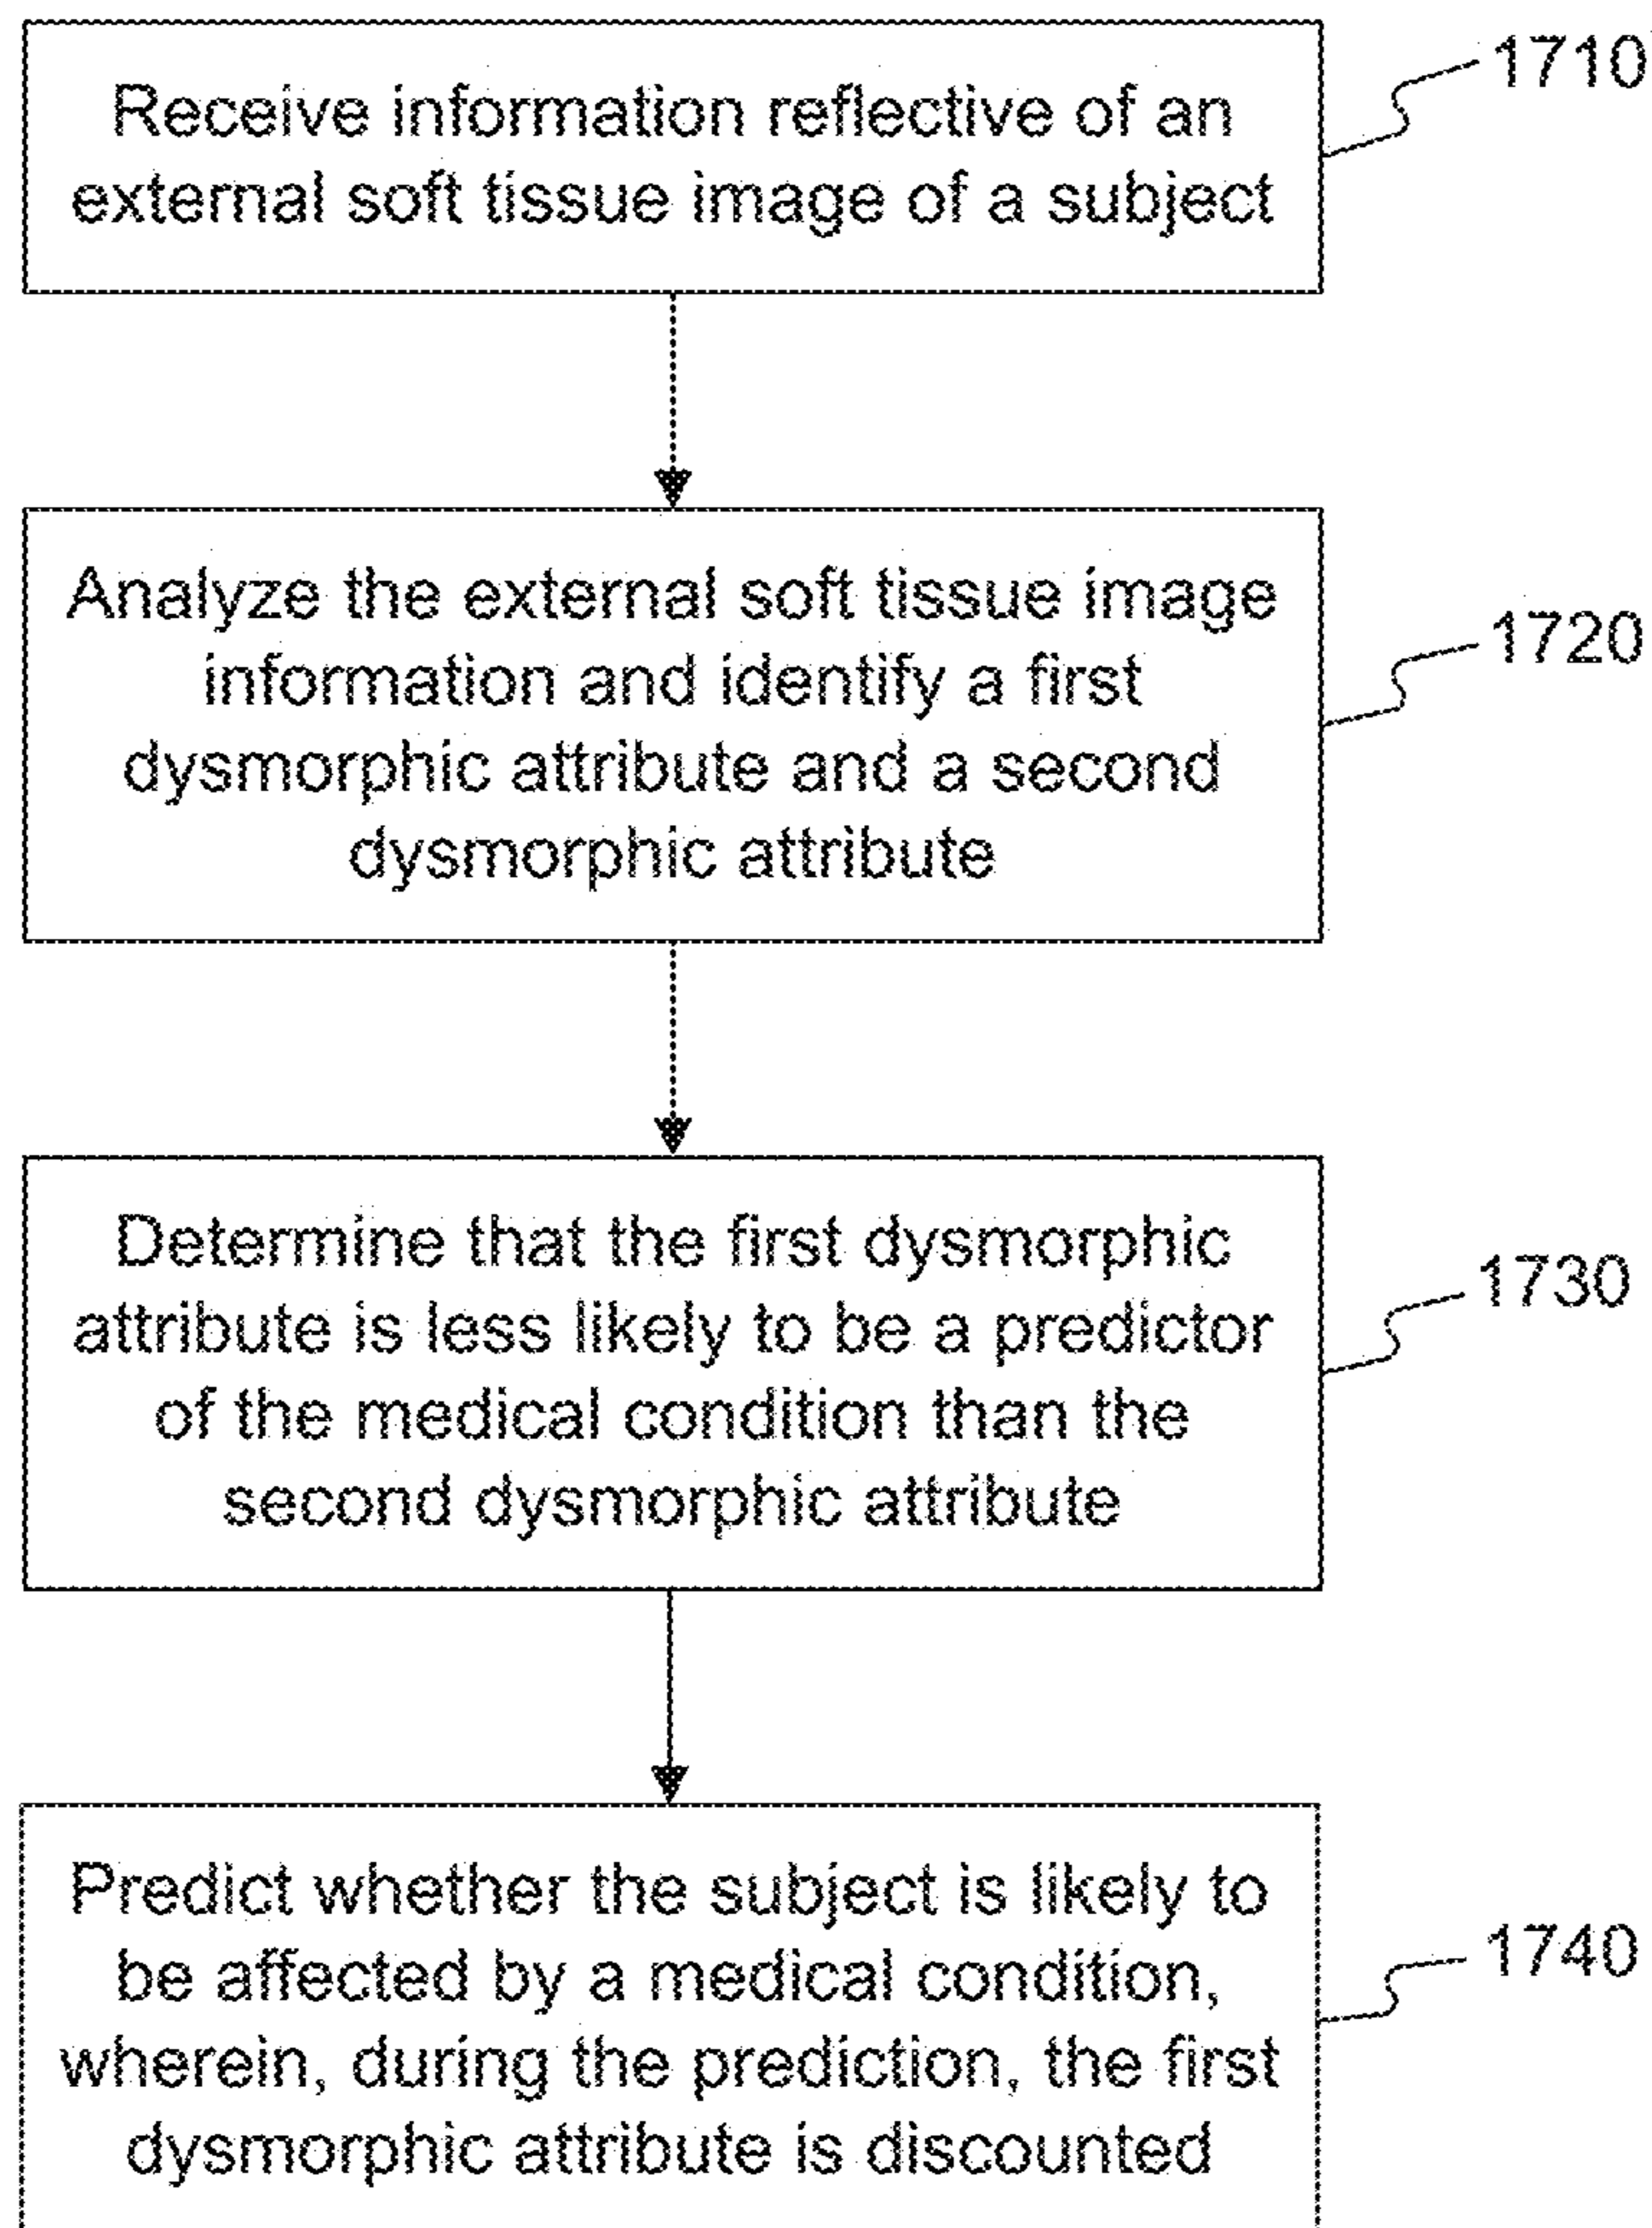 Receive information reflective of an
external soft tissue image of a subject
1710
Analyze the external soft tissue image
information and identify a first
dysmorphic attribute and a second
dysmorphic attribute
1720
Determine that the first dysmorphic
attribute is less likely to be a predictor
of the medical condition than the
second dysmorphic attribute
1730
Predict whether the subject is likely to
be affected by a medical condition,
wherein, during the prediction, the first
dysmorphic attribute is discounted
1740